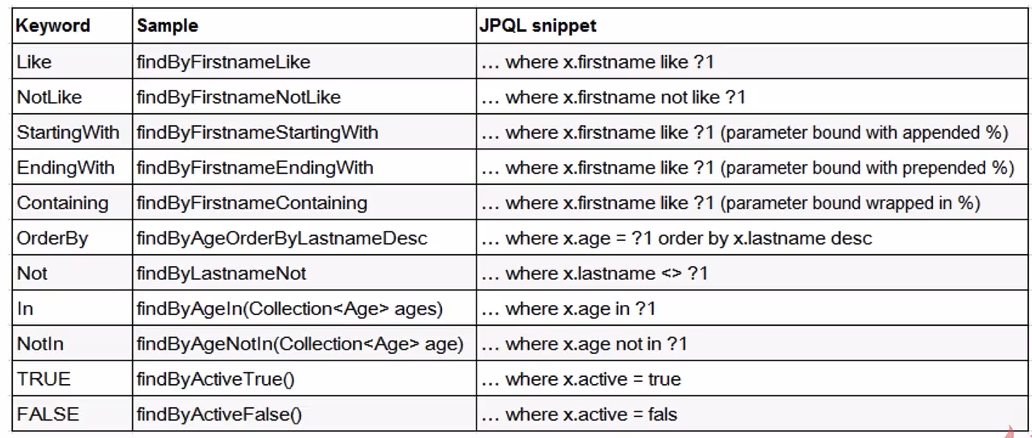 Keyword Sample JPQL snippet
Like findByFirstnameLike … where x.firstname like ?1
NotLike findByFirstnameNotLike … where x.firstname not like ?1
StartingWith findByFirstnameStartingWith … where x.firstname like ?1 (parameter bound with appended %)
EndingWith findByFirstnameEndingWith … where x.firstname like ?1 (parameter bound with prepended %)
Containing findByFirstnameContaining … where x.firstname like ?1 (parameter bound wrapped in %)
OrderBy findByAgeOrderByLastnameDesc … where x.age = ?1 order by x.lastname desc
Not findByLastnameNot … where x.lastname <> ?1
In findByAgeIn(Collection<Age> ages) … where x.age in ?1
NotIn findByAgeNotIn(Collection<Age> age) … where x.age not in ?1
TRUE findByActiveTrue() … where x.active = true
FALSE findByActiveFalse() … where x.active = fals